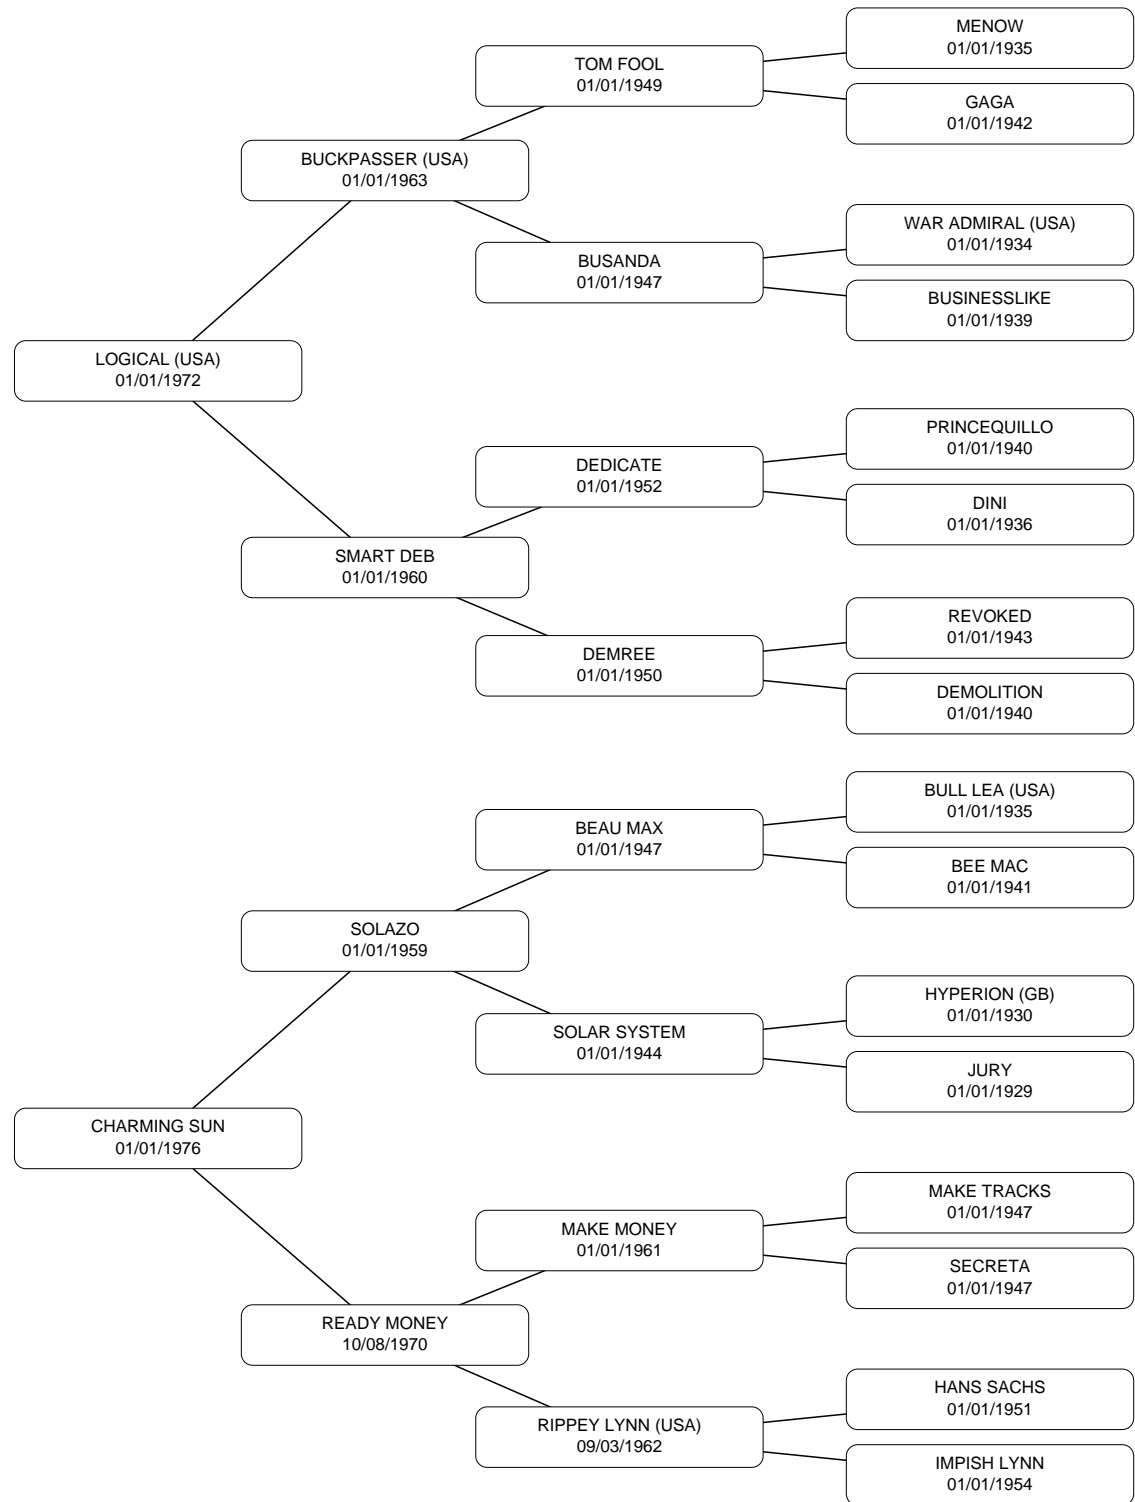 MENOW
01/01/1935
TOM FOOL
01/01/1949
GAGA
01/01/1942
BUCKPASSER (USA)
01/01/1963
WAR ADMIRAL (USA)
01/01/1934
BUSANDA
01/01/1947
BUSINESSLIKE
01/01/1939
LOGICAL (USA)
01/01/1972
PRINCEQUILLO
01/01/1940
DEDICATE
01/01/1952
DINI
01/01/1936
SMART DEB
01/01/1960
REVOKED
01/01/1943
DEMREE
01/01/1950
DEMOLITION
01/01/1940
BULL LEA (USA)
01/01/1935
BEAU MAX
01/01/1947
BEE MAC
01/01/1941
SOLAZO
01/01/1959
HYPERION (GB)
01/01/1930
SOLAR SYSTEM
01/01/1944
JURY
01/01/1929
CHARMING SUN
01/01/1976
MAKE TRACKS
01/01/1947
MAKE MONEY
01/01/1961
SECRETA
01/01/1947
READY MONEY
10/08/1970
HANS SACHS
01/01/1951
RIPPEY LYNN (USA)
09/03/1962
IMPISH LYNN
01/01/1954